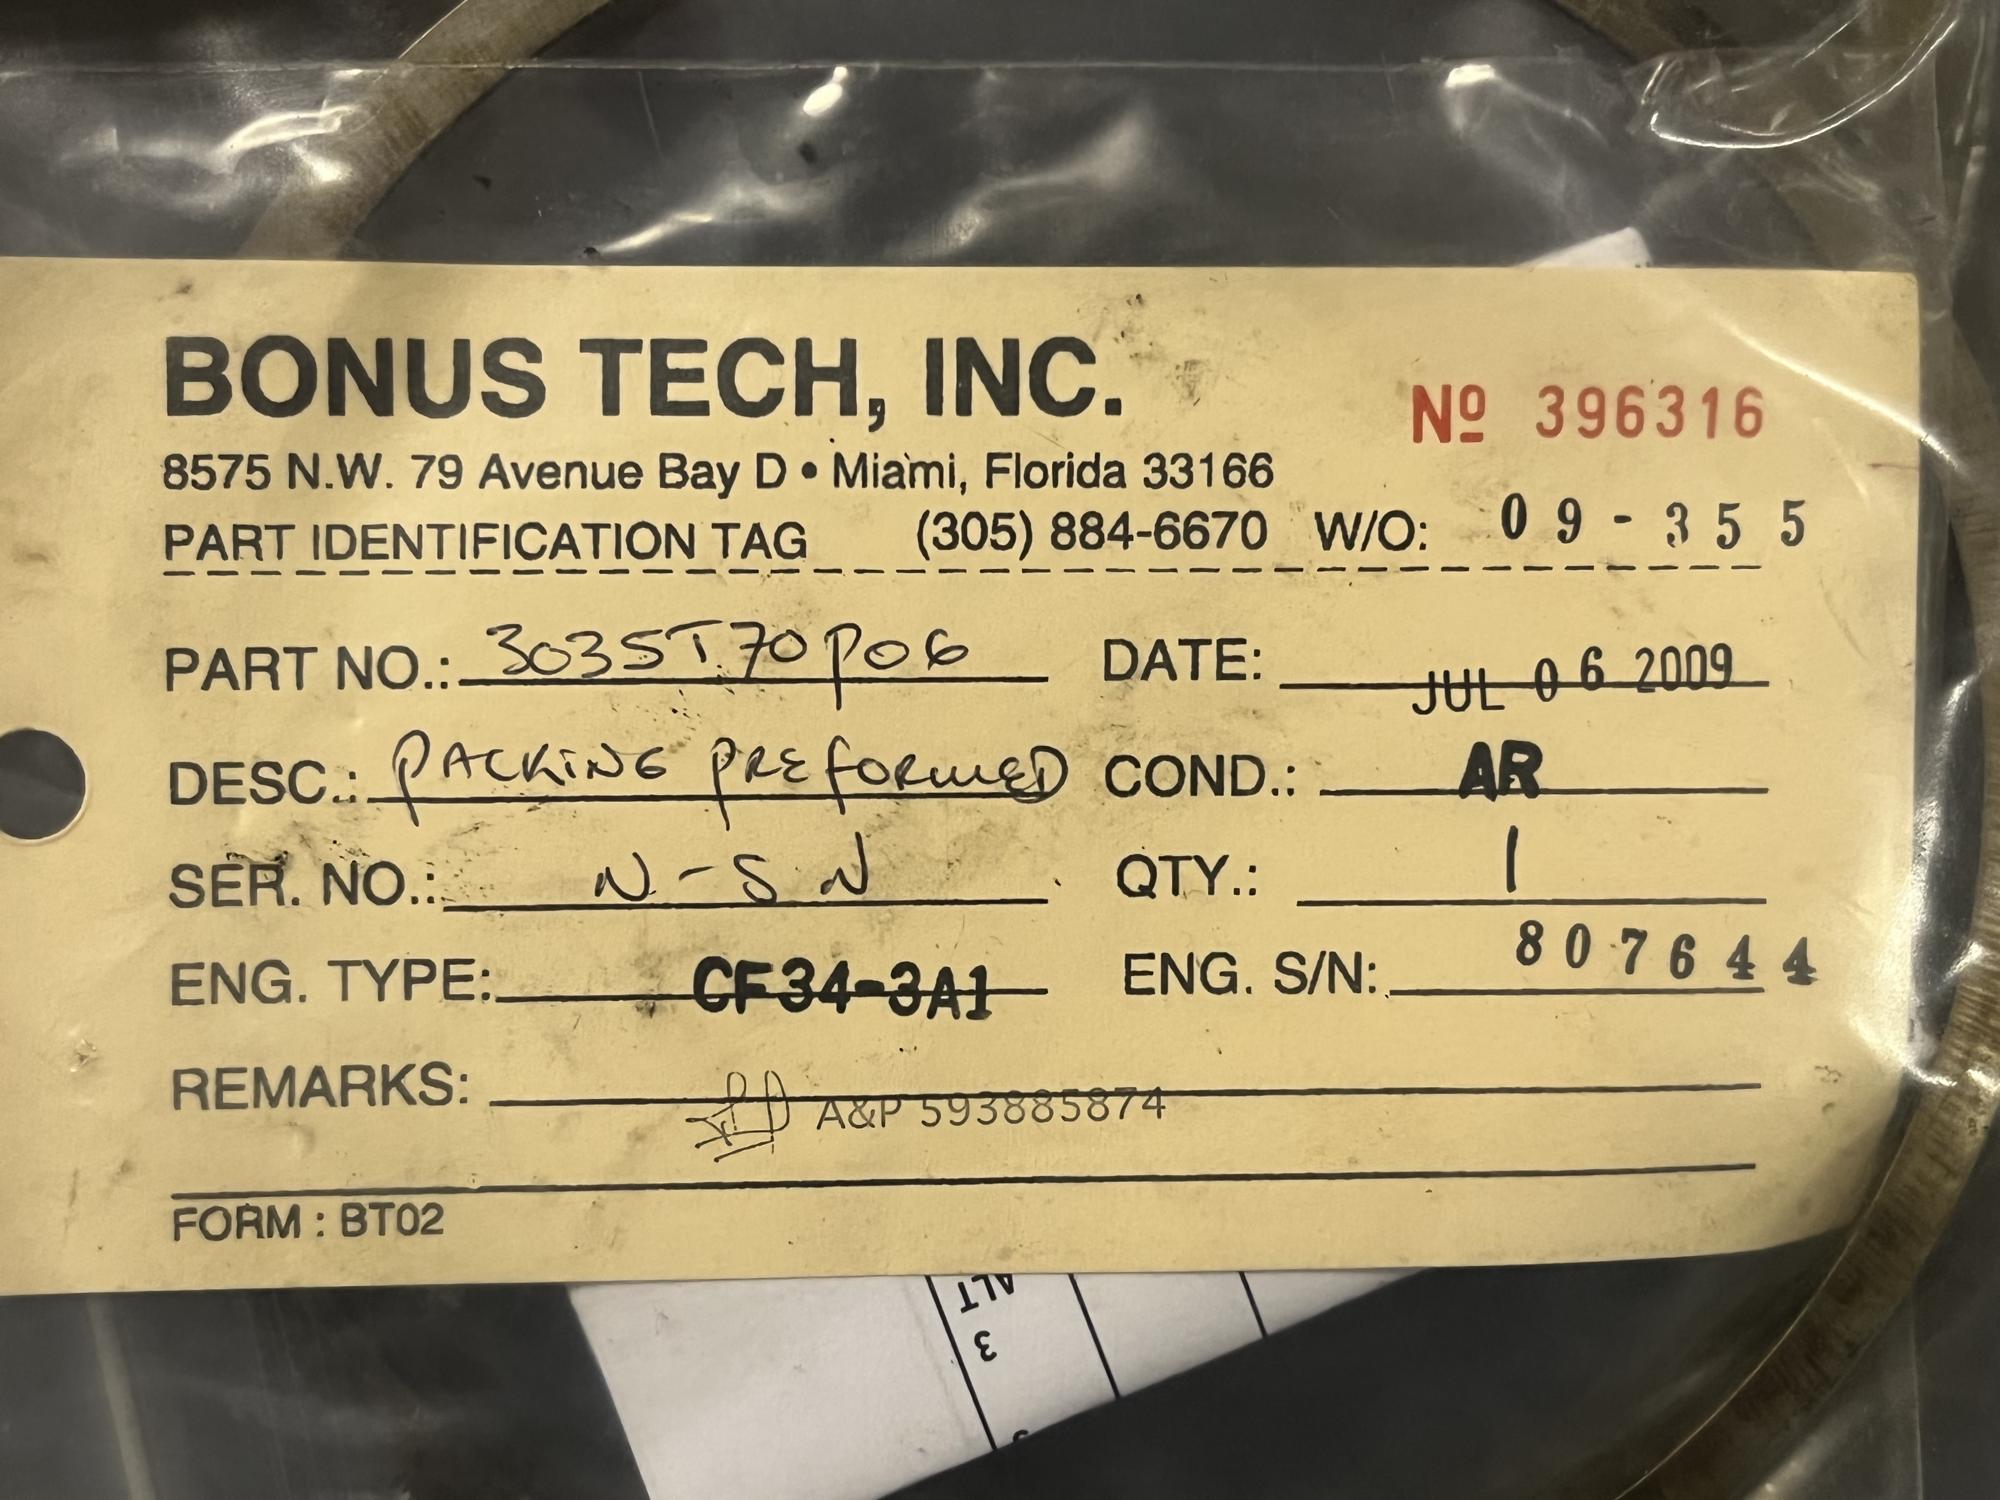 BONUS TECH, INC.
Nº 396316
8575 N.W. 79 Avenue Bay D • Miami, Florida 33166
PART IDENTIFICATION TAG (305) 884-6670 W/O: 09-355
PART NO.: 3035T70P06 DATE: JUL 06 2009
DESC.: PACKING PREFORMED COND.: AR
SER. NO.: N-SN QTY.: 1
ENG. TYPE: CF34-3A1 ENG. S/N: 807644
REMARKS:
A&P 593885874
FORM : BT02
ALT
3